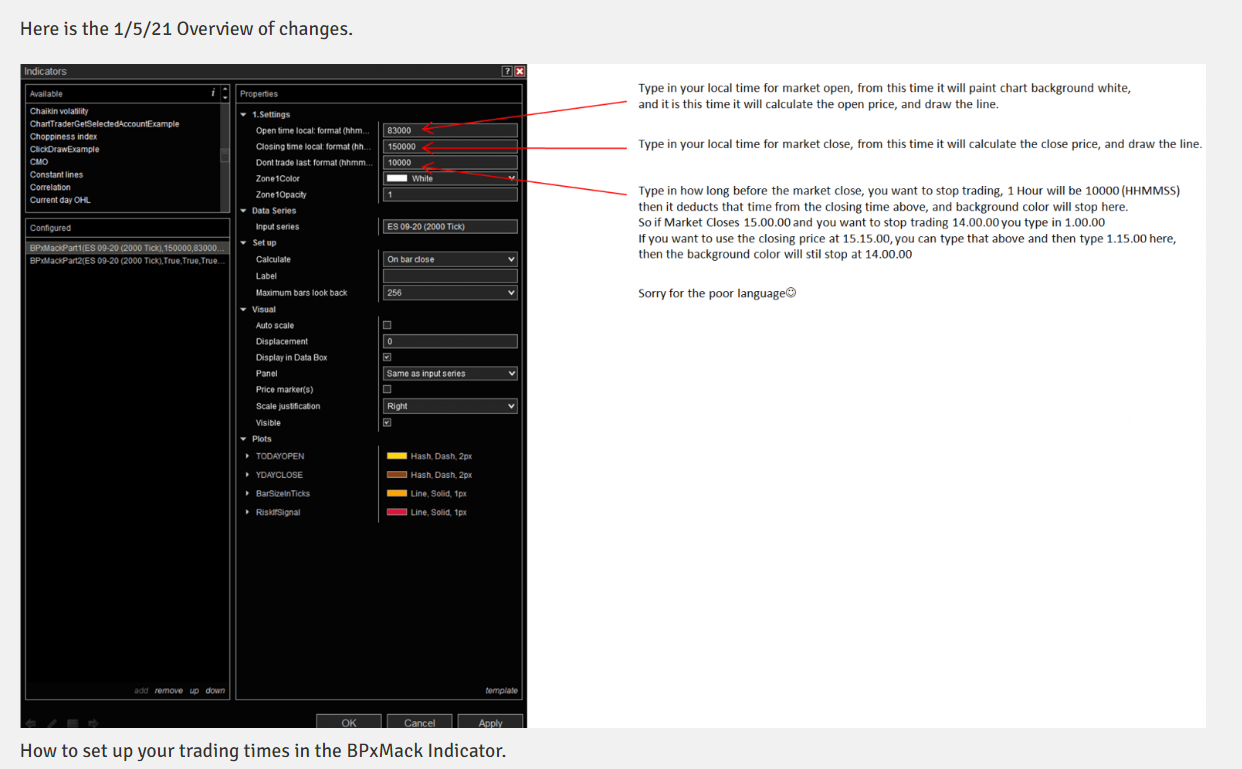 Here is the 1/5/21 Overview of changes.
Indicators
Available
Chaikin volatility
ChartTraderGetSelectedAccountExample
Choppiness index
ClickDrawExample
CMO
Constant lines
Correlation
Current day OHL
Configured
BPxMackPart1(ES 09-20 (2000 Tick),150000,83000...
BPxMackPart2(ES 09-20 (2000 Tick),True,True,True...
add remove up down
Properties
1.Settings
Open time local: format (hhm... 83000
Closing time local: format (hh... 150000
Dont trade last: format (hhmm... 10000
Zone1Color White
Zone1Opacity 1
Data Series
Input series ES 09-20 (2000 Tick)
Set up
Calculate On bar close
Label
Maximum bars look back 256
Visual
Auto scale
Displacement 0
Display in Data Box
Panel Same as input series
Price marker(s)
Scale justification Right
Visible
Plots
TODAYOPEN Hash, Dash, 2px
YDAYCLOSE Hash, Dash, 2px
BarSizeInTicks Line, Solid, 1px
RiskIfSignal Line, Solid, 1px
template
OK Cancel Apply
Type in your local time for market open, from this time it will paint chart background white,
and it is this time it will calculate the open price, and draw the line.
Type in your local time for market close, from this time it will calculate the close price, and draw the line.
Type in how long before the market close, you want to stop trading, 1 Hour will be 10000 (HHMMSS)
then it deducts that time from the closing time above, and background color will stop here.
So if Market Closes 15.00.00 and you want to stop trading 14.00.00 you type in 1.00.00
If you want to use the closing price at 15.15.00, you can type that above and then type 1.15.00 here,
then the background color will stil stop at 14.00.00
Sorry for the poor language☺
How to set up your trading times in the BPxMack Indicator.